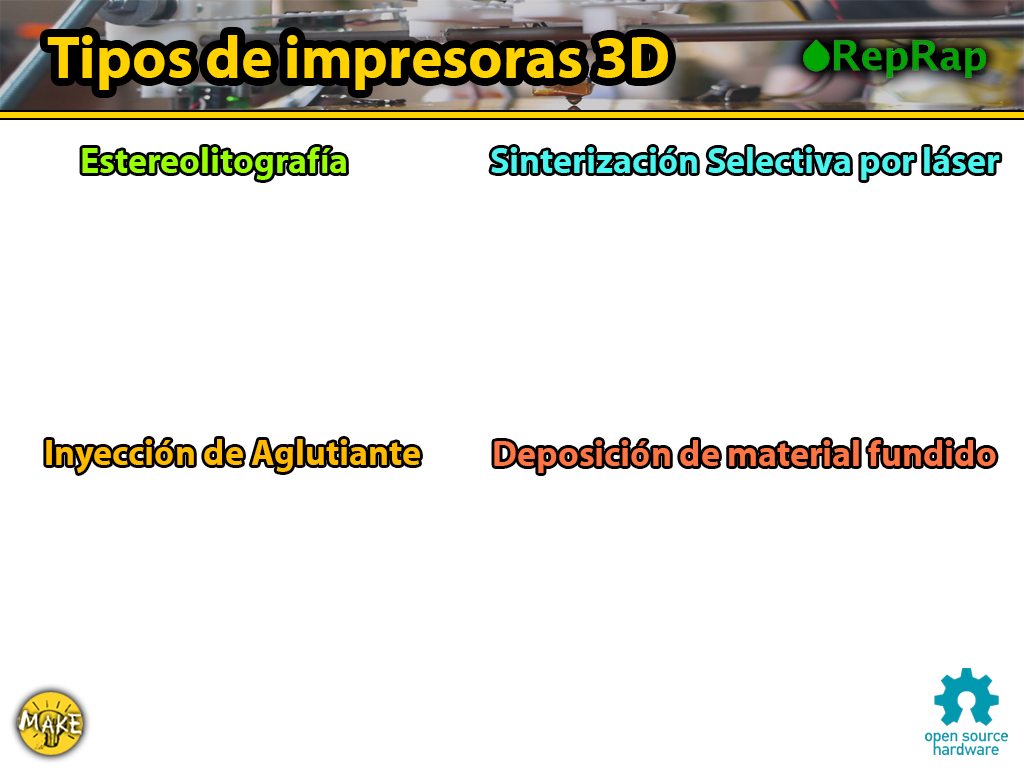 Tipos de impresoras 3D
RepRap
Estereolitografía
Sinterización Selectiva por láser
Inyección de Aglutiante
Deposición de material fundido
MAKE
open source
hardware